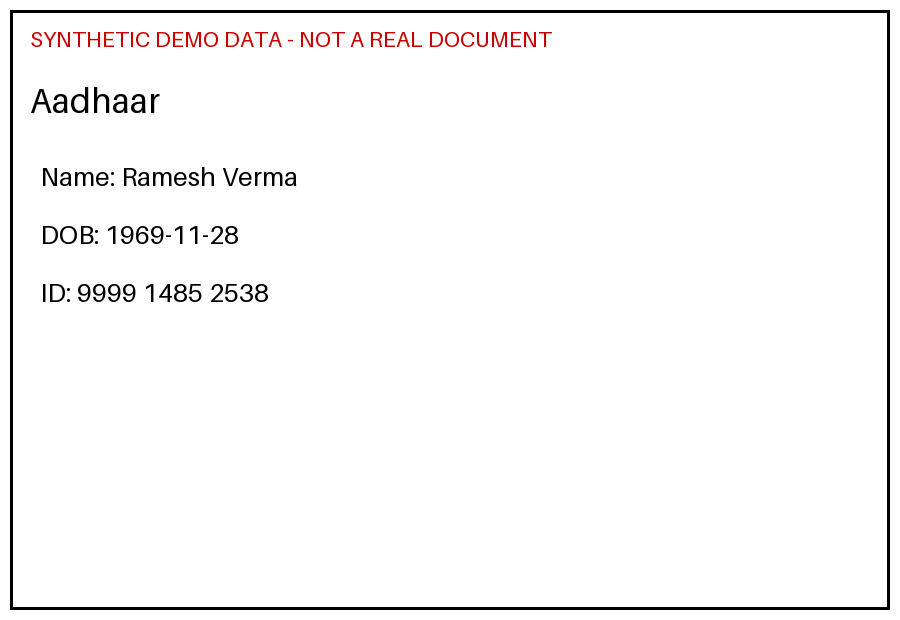 SYNTHETIC DEMO DATA - NOT A REAL DOCUMENT
Aadhaar
Name: Ramesh Verma
DOB: 1969-11-28
ID: 9999 1485 2538